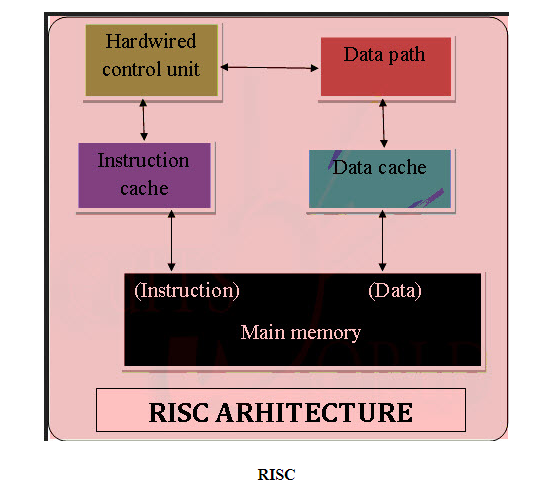 Hardwired
control unit
Data path
Instruction
cache
Data cache
(Instruction)
(Data)
Main memory
RISC ARHITECTURE
RISC